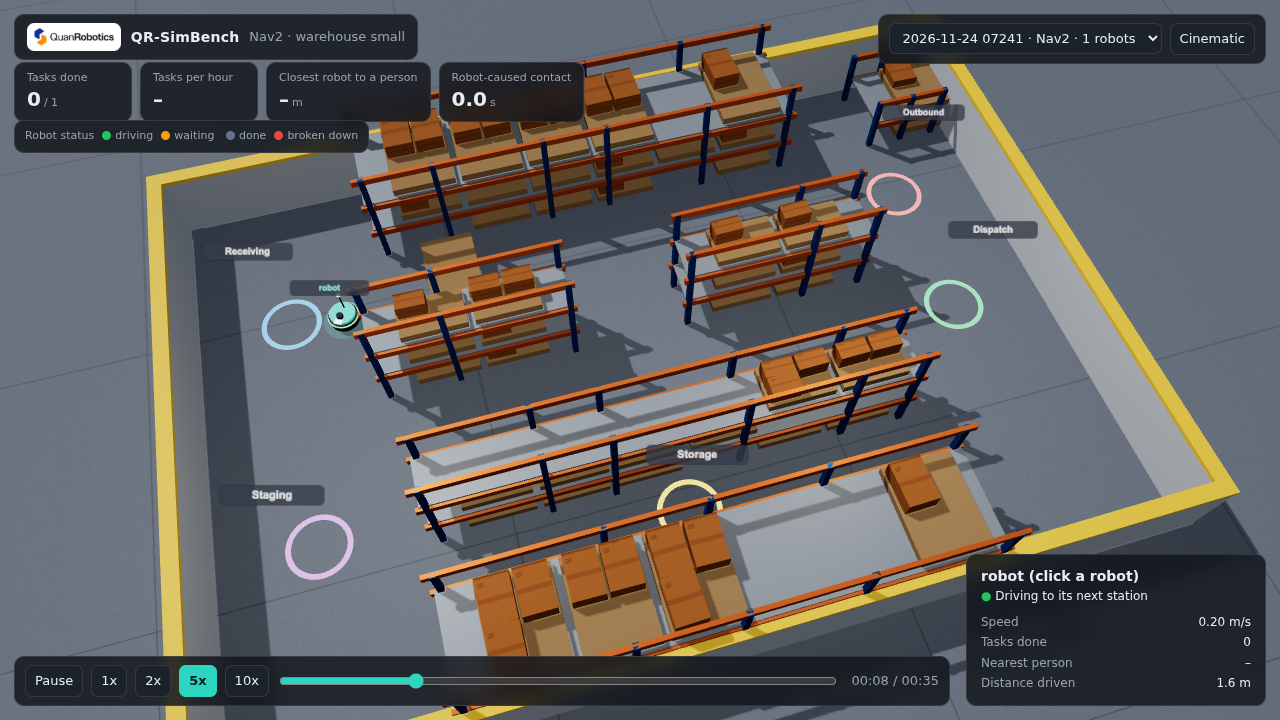 QuanRobotics QR-SimBench Nav2 · warehouse small
2026-11-24 07241 · Nav2 · 1 robots
Cinematic
Tasks done
0 / 1
Tasks per hour
–
Closest robot to a person
– m
Robot-caused contact
0.0 s
Robot status driving waiting done broken down
Outbound
Receiving
Dispatch
robot
Storage
Staging
robot (click a robot)
Driving to its next station
Speed 0.20 m/s
Tasks done 0
Nearest person –
Distance driven 1.6 m
Pause 1x 2x 5x 10x 00:08 / 00:35